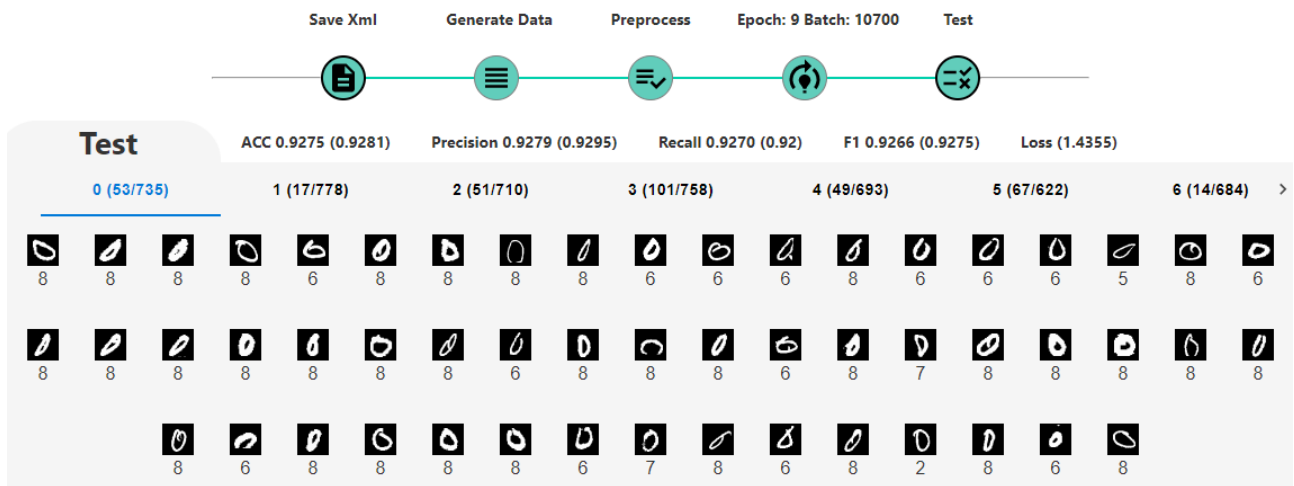 Save Xml Generate Data Preprocess Epoch: 9 Batch: 10700 Test
Test ACC 0.9275 (0.9281) Precision 0.9279 (0.9295) Recall 0.9270 (0.92) F1 0.9266 (0.9275) Loss (1.4355)
0 (53/735) 1 (17/778) 2 (51/710) 3 (101/758) 4 (49/693) 5 (67/622) 6 (14/684) >
8 8 8 8 6 8 8 8 8 6 6 6 8 6 6 6 5 8 6
8 8 8 8 8 8 8 6 8 8 8 6 8 7 8 8 8 8 8
8 6 8 8 8 8 6 7 8 6 8 2 8 6 8